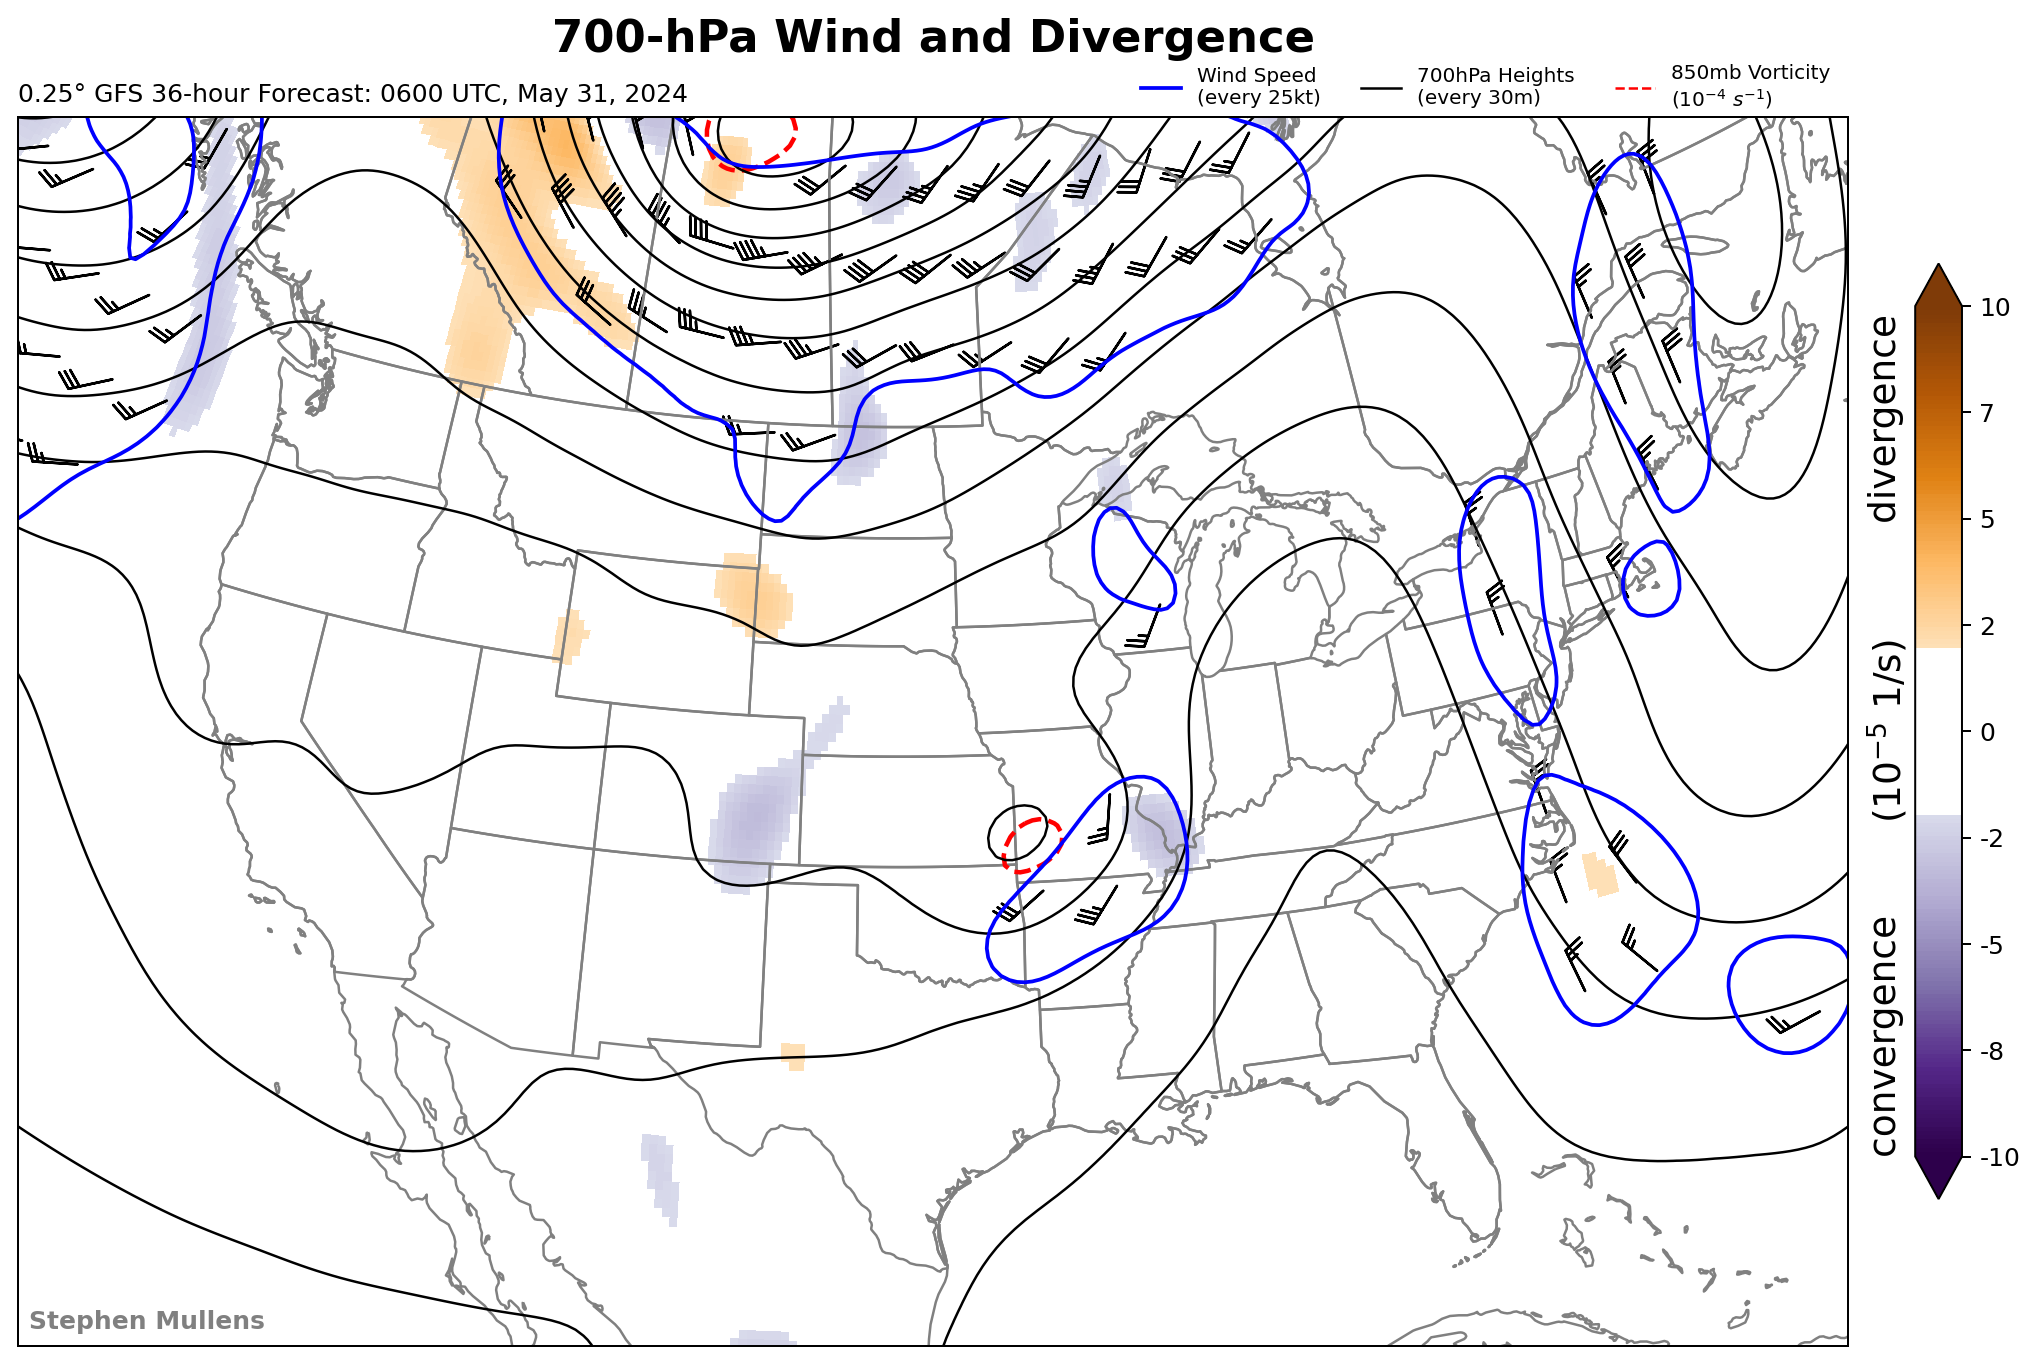 700-hPa Wind and Divergence
0.25° GFS 36-hour Forecast: 0600 UTC, May 31, 2024
Wind Speed
(every 25kt)
700hPa Heights
(every 30m)
850mb Vorticity
(10⁻⁴ s⁻¹)
10
7
5
2
0
-2
-5
-8
-10
convergence (10⁻⁵ 1/s) divergence
Stephen Mullens